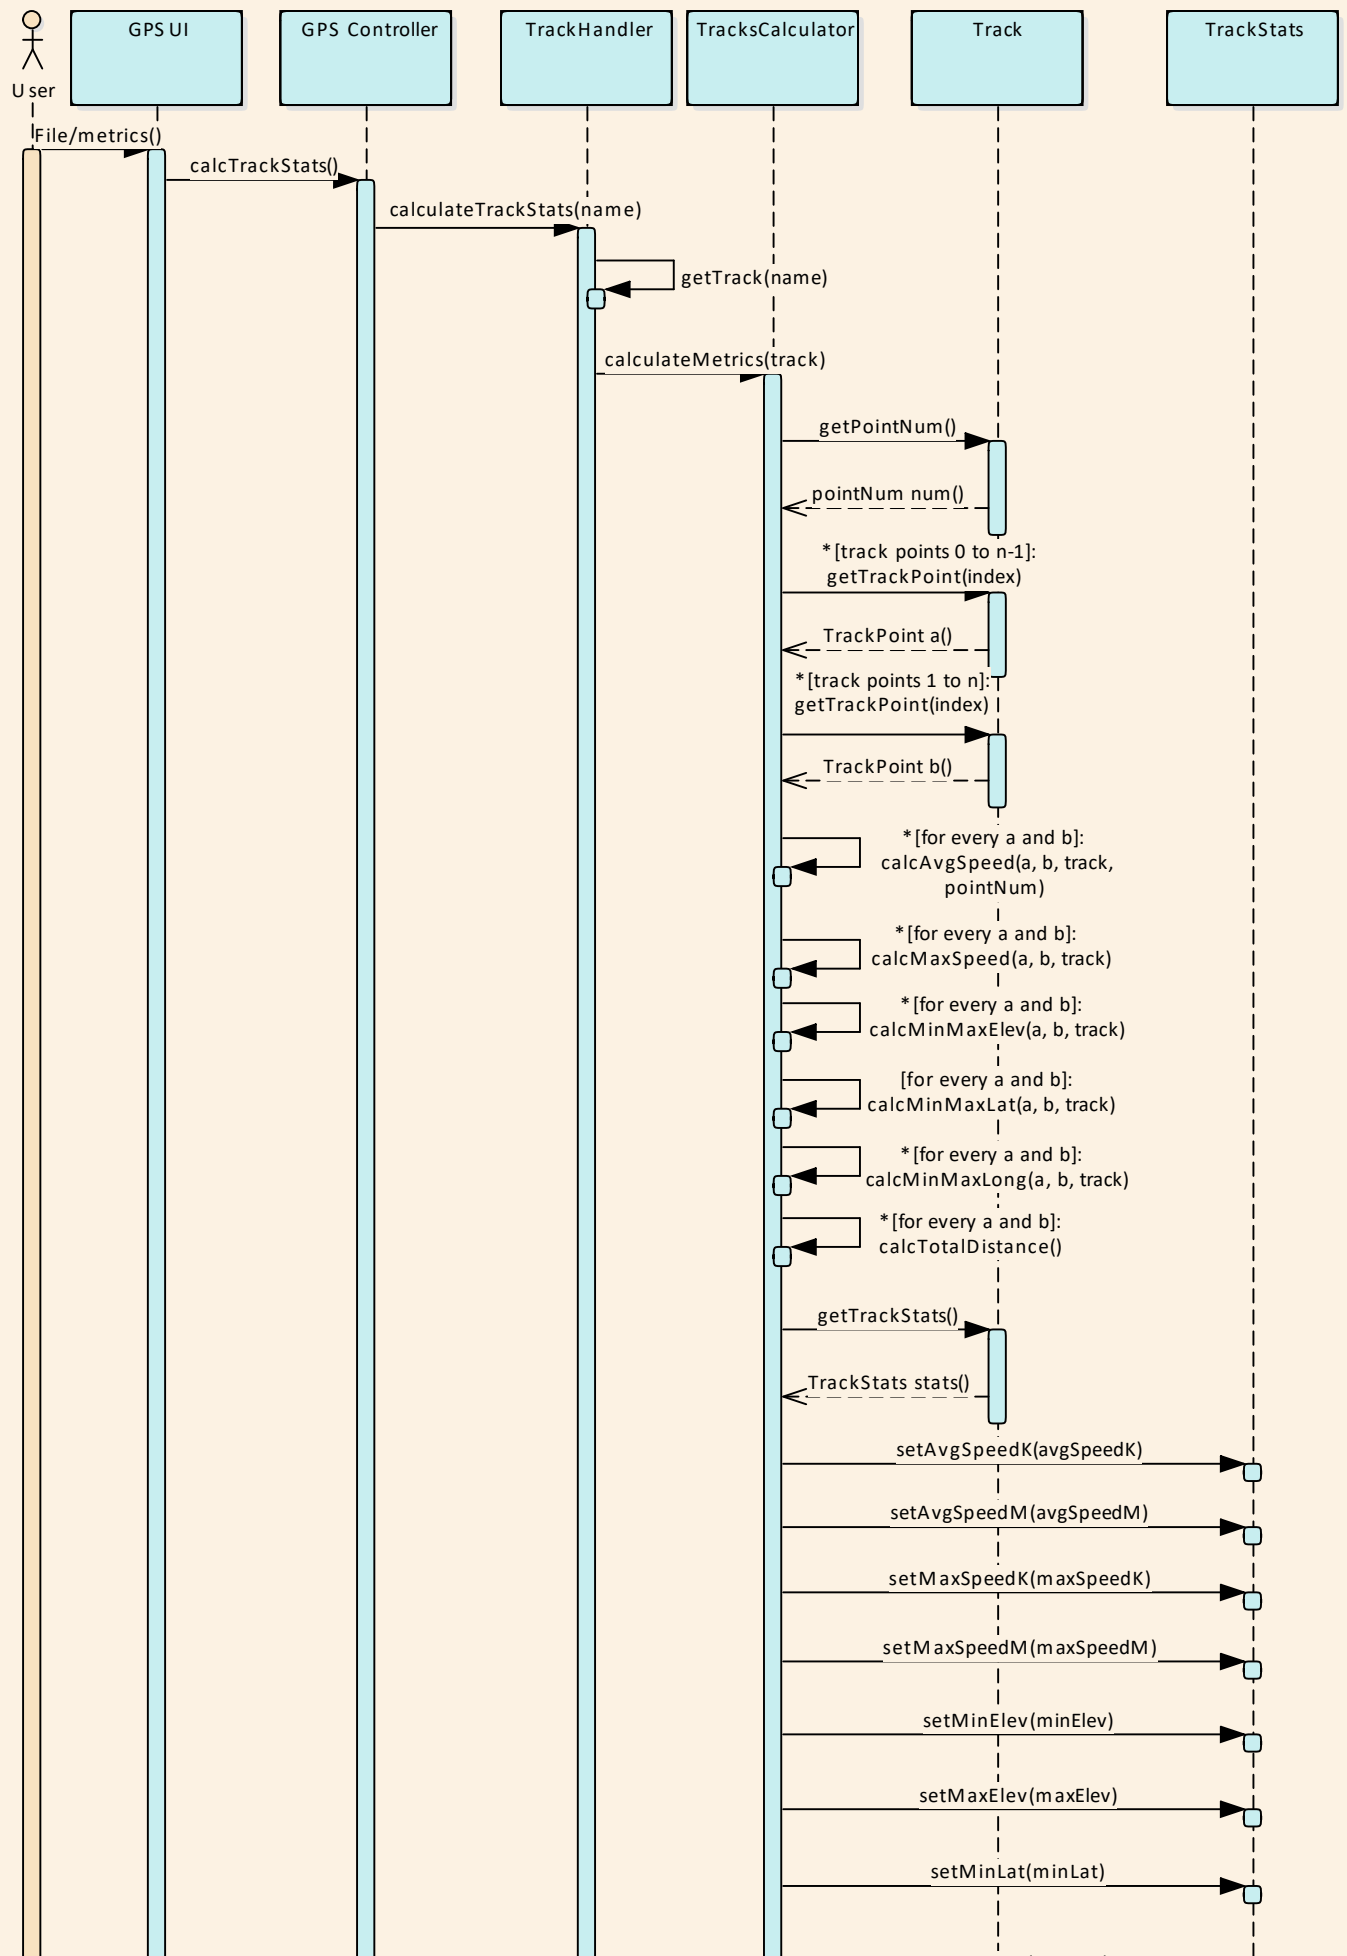 GPS UI
GPS Controller
TrackHandler
TracksCalculator
Track
TrackStats
User
File/metrics()
calcTrackStats()
calculateTrackStats(name)
getTrack(name)
calculateMetrics(track)
getPointNum()
pointNum num()
*[track points 0 to n-1]:
getTrackPoint(index)
TrackPoint a()
*[track points 1 to n]:
getTrackPoint(index)
TrackPoint b()
*[for every a and b]:
calcAvgSpeed(a, b, track,
pointNum)
*[for every a and b]:
calcMaxSpeed(a, b, track)
*[for every a and b]:
calcMinMaxElev(a, b, track)
[for every a and b]:
calcMinMaxLat(a, b, track)
*[for every a and b]:
calcMinMaxLong(a, b, track)
*[for every a and b]:
calcTotalDistance()
getTrackStats()
TrackStats stats()
setAvgSpeedK(avgSpeedK)
setAvgSpeedM(avgSpeedM)
setMaxSpeedK(maxSpeedK)
setMaxSpeedM(maxSpeedM)
setMinElev(minElev)
setMaxElev(maxElev)
setMinLat(minLat)